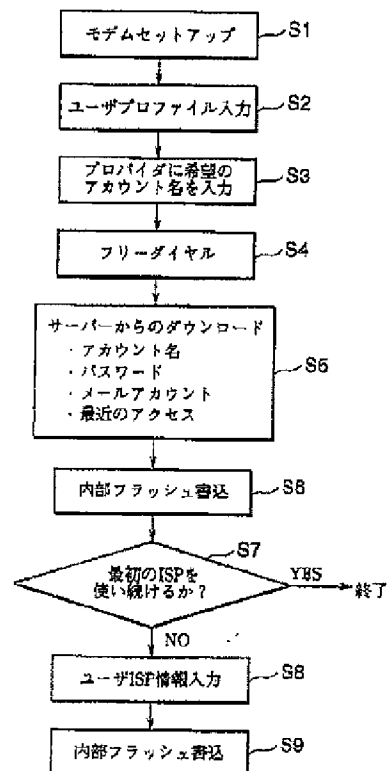 モデムセットアップ S1
ユーザプロファイル入力 S2
プロバイダに希望の
アカウント名を入力 S3
フリーダイヤル S4
サーバーからのダウンロード
・アカウント名
・パスワード
・メールアカウント
・最近のアクセス
S5
内部フラッシュ書込 S6
S7
最初のISPを
使い続けるか?
YES
終了
NO
ユーザISP情報入力 S8
内部フラッシュ書込 S9